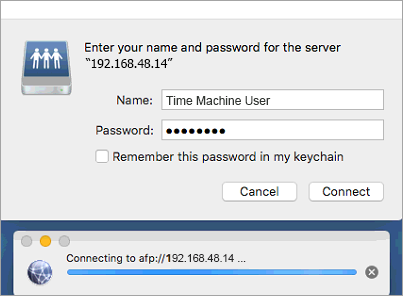 Enter your name and password for the server
“192.168.48.14”
Name: Time Machine User
Password: ●●●●●●●●
Remember this password in my keychain
Cancel Connect
Connecting to afp://192.168.48.14 ...